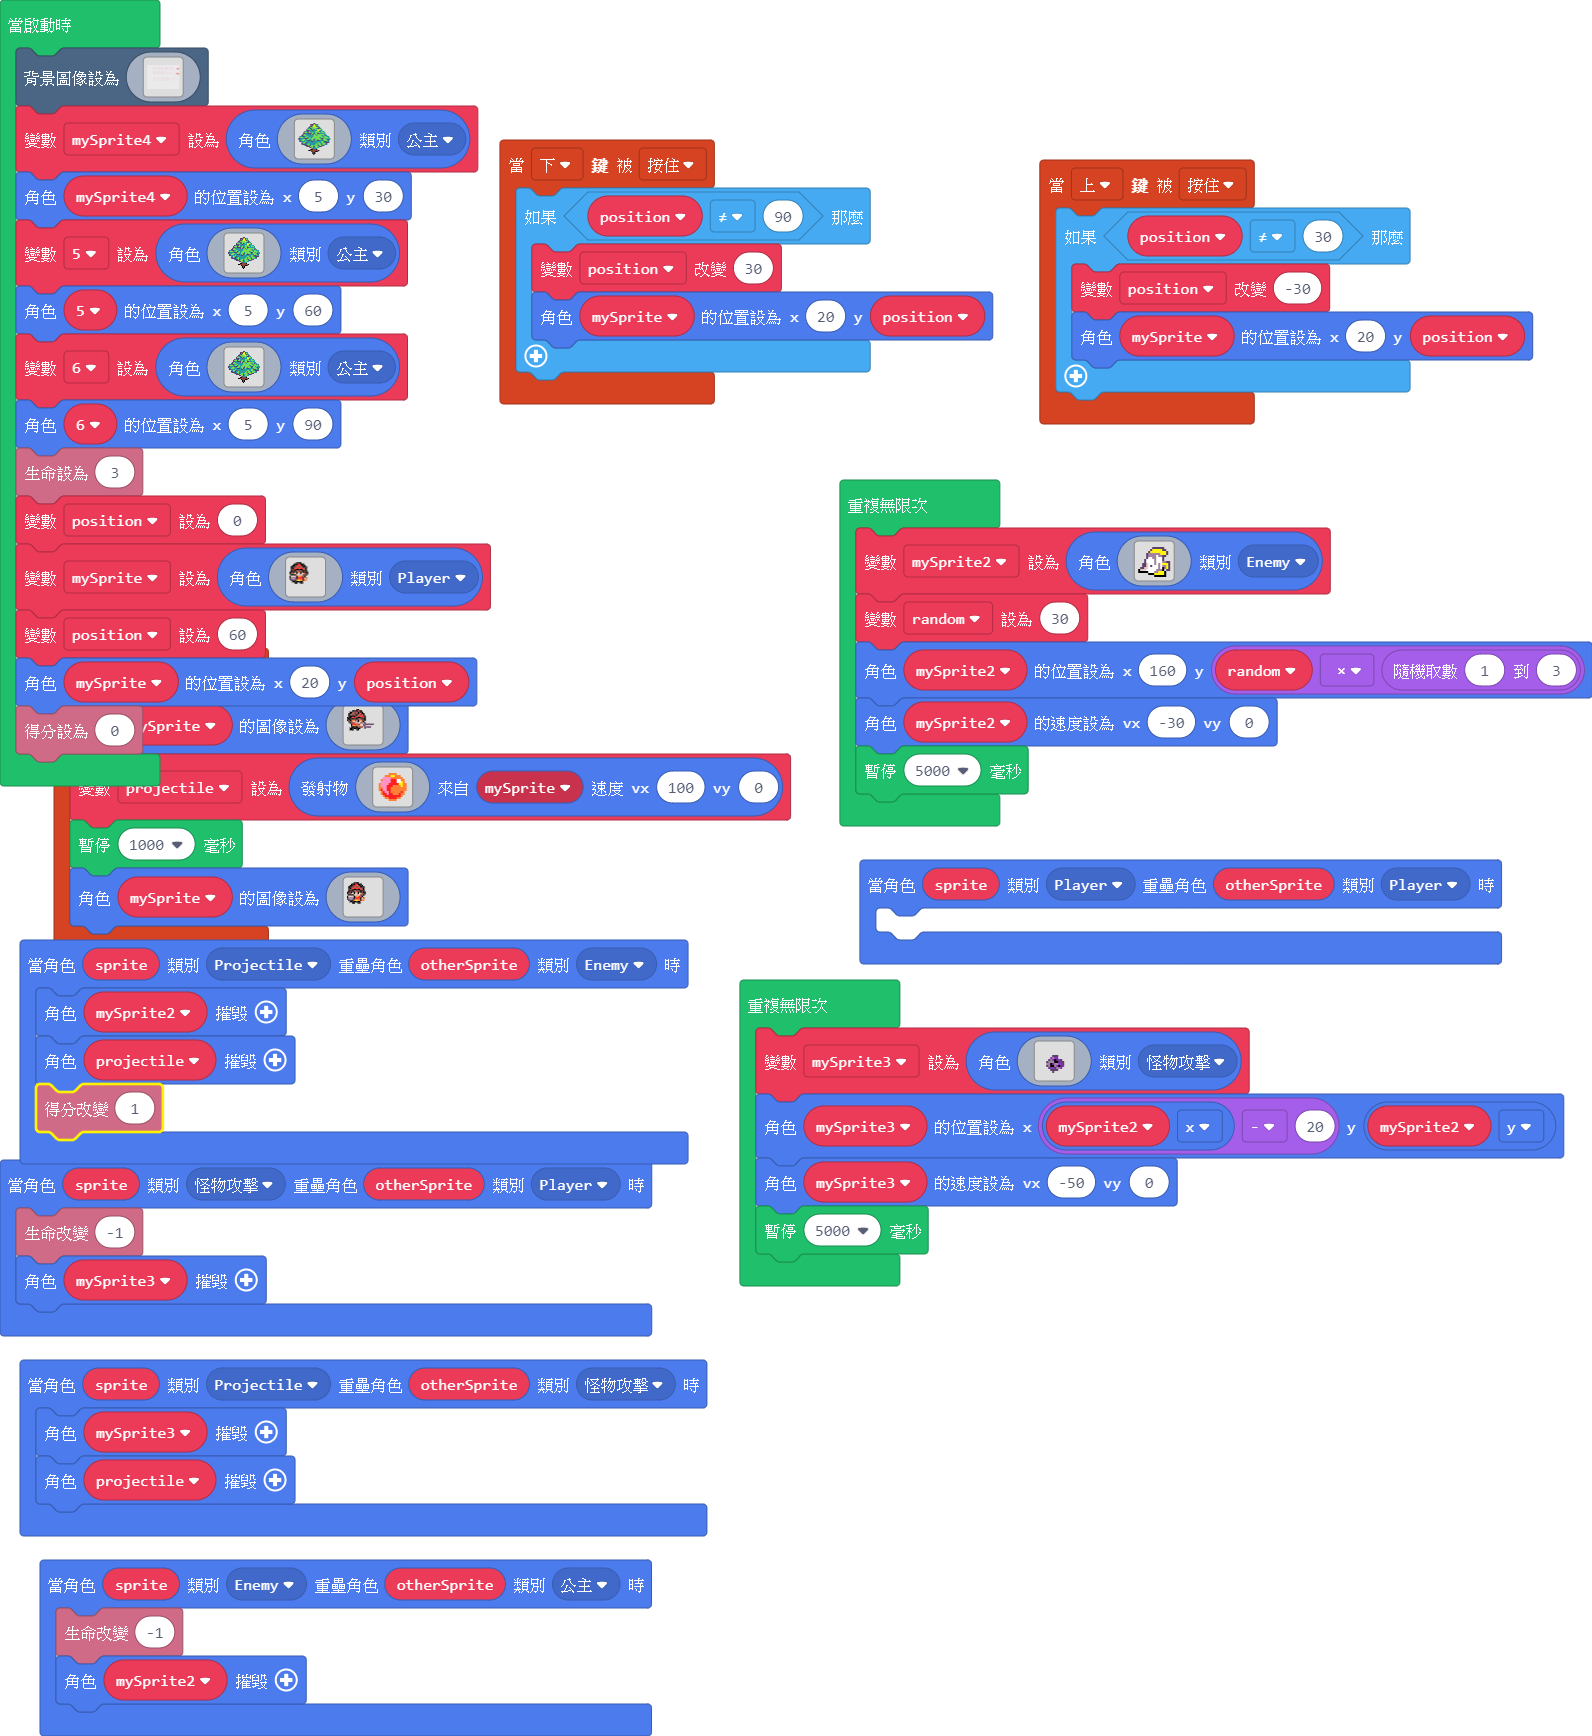 當啟動時
背景圖像設為
變數 mySprite4 設為 角色 類別 公主
角色 mySprite4 的位置設為 x 5 y 30
變數 5 設為 角色 類別 公主
角色 5 的位置設為 x 5 y 60
變數 6 設為 角色 類別 公主
角色 6 的位置設為 x 5 y 90
生命設為 3
變數 position 設為 0
變數 mySprite 設為 角色 類別 Player
變數 position 設為 60
角色 mySprite 的位置設為 x 20 y position
得分設為 0
ySprite 的圖像設為
變數 projectile 設為 發射物 來自 mySprite 速度 vx 100 vy 0
暫停 1000 毫秒
角色 mySprite 的圖像設為
當 下 鍵 被 按住
如果 position ≠ 90 那麼
變數 position 改變 30
角色 mySprite 的位置設為 x 20 y position
當 上 鍵 被 按住
如果 position ≠ 30 那麼
變數 position 改變 -30
角色 mySprite 的位置設為 x 20 y position
重複無限次
變數 mySprite2 設為 角色 類別 Enemy
變數 random 設為 30
角色 mySprite2 的位置設為 x 160 y random × 隨機取數 1 到 3
角色 mySprite2 的速度設為 vx -30 vy 0
暫停 5000 毫秒
當角色 sprite 類別 Player 重疊角色 otherSprite 類別 Player 時
當角色 sprite 類別 Projectile 重疊角色 otherSprite 類別 Enemy 時
角色 mySprite2 摧毀
角色 projectile 摧毀
得分改變 1
當角色 sprite 類別 怪物攻擊 重疊角色 otherSprite 類別 Player 時
生命改變 -1
角色 mySprite3 摧毀
重複無限次
變數 mySprite3 設為 角色 類別 怪物攻擊
角色 mySprite3 的位置設為 x mySprite2 x - 20 y mySprite2 y
角色 mySprite3 的速度設為 vx -50 vy 0
暫停 5000 毫秒
當角色 sprite 類別 Projectile 重疊角色 otherSprite 類別 怪物攻擊 時
角色 mySprite3 摧毀
角色 projectile 摧毀
當角色 sprite 類別 Enemy 重疊角色 otherSprite 類別 公主 時
生命改變 -1
角色 mySprite2 摧毀